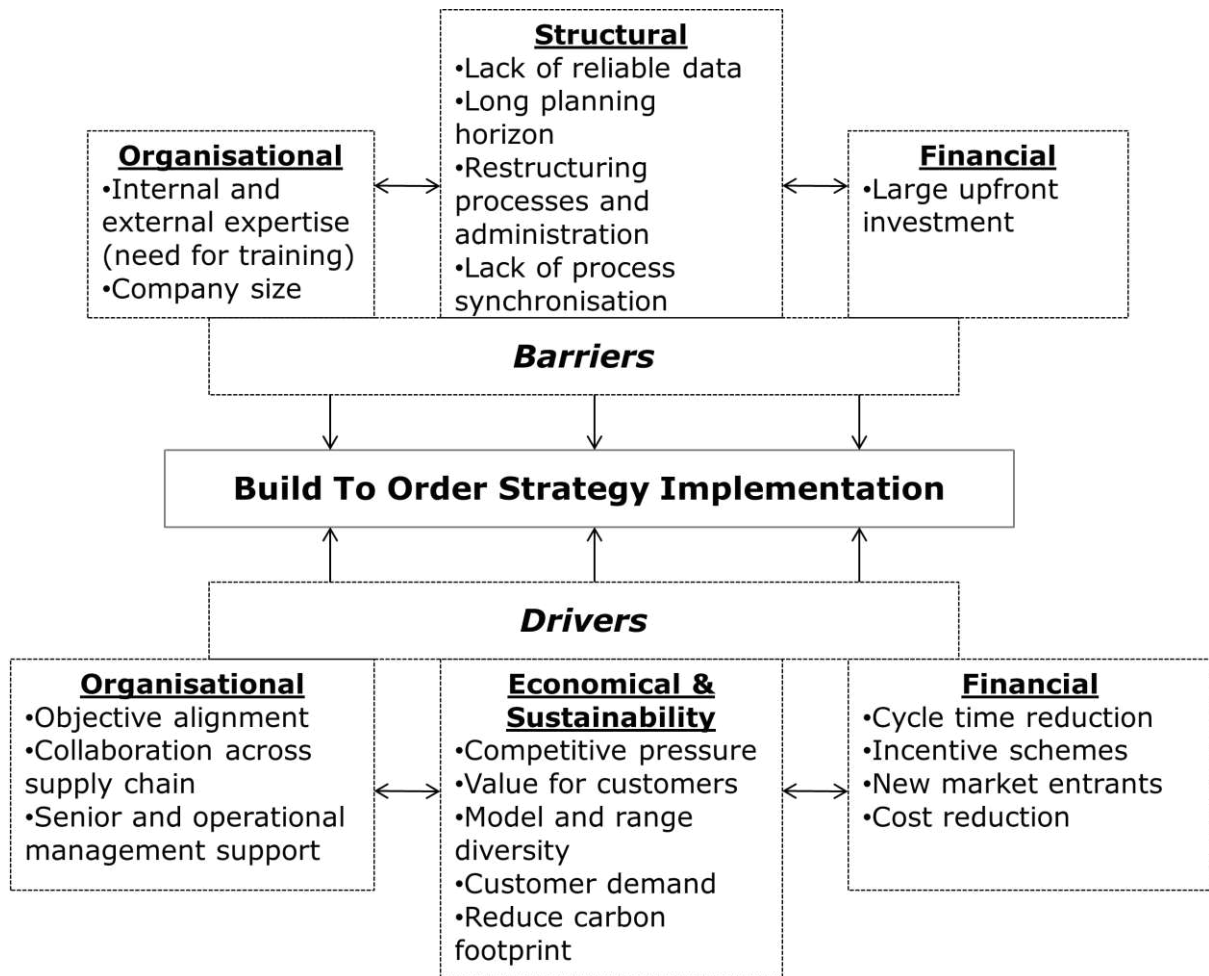 Structural
•Lack of reliable data
•Long planning
horizon
•Restructuring
processes and
administration
•Lack of process
synchronisation
Organisational
•Internal and
external expertise
(need for training)
•Company size
Financial
•Large upfront
investment
Barriers
Build To Order Strategy Implementation
Drivers
Organisational
•Objective alignment
•Collaboration across
supply chain
•Senior and operational
management support
Economical &
Sustainability
•Competitive pressure
•Value for customers
•Model and range
diversity
•Customer demand
•Reduce carbon
footprint
Financial
•Cycle time reduction
•Incentive schemes
•New market entrants
•Cost reduction